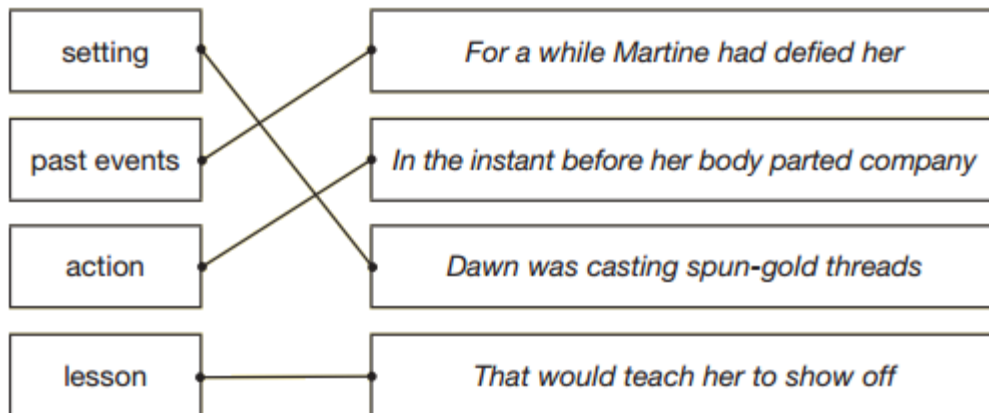 setting
For a while Martine had defied her
past events
In the instant before her body parted company
action
Dawn was casting spun-gold threads
lesson
That would teach her to show off